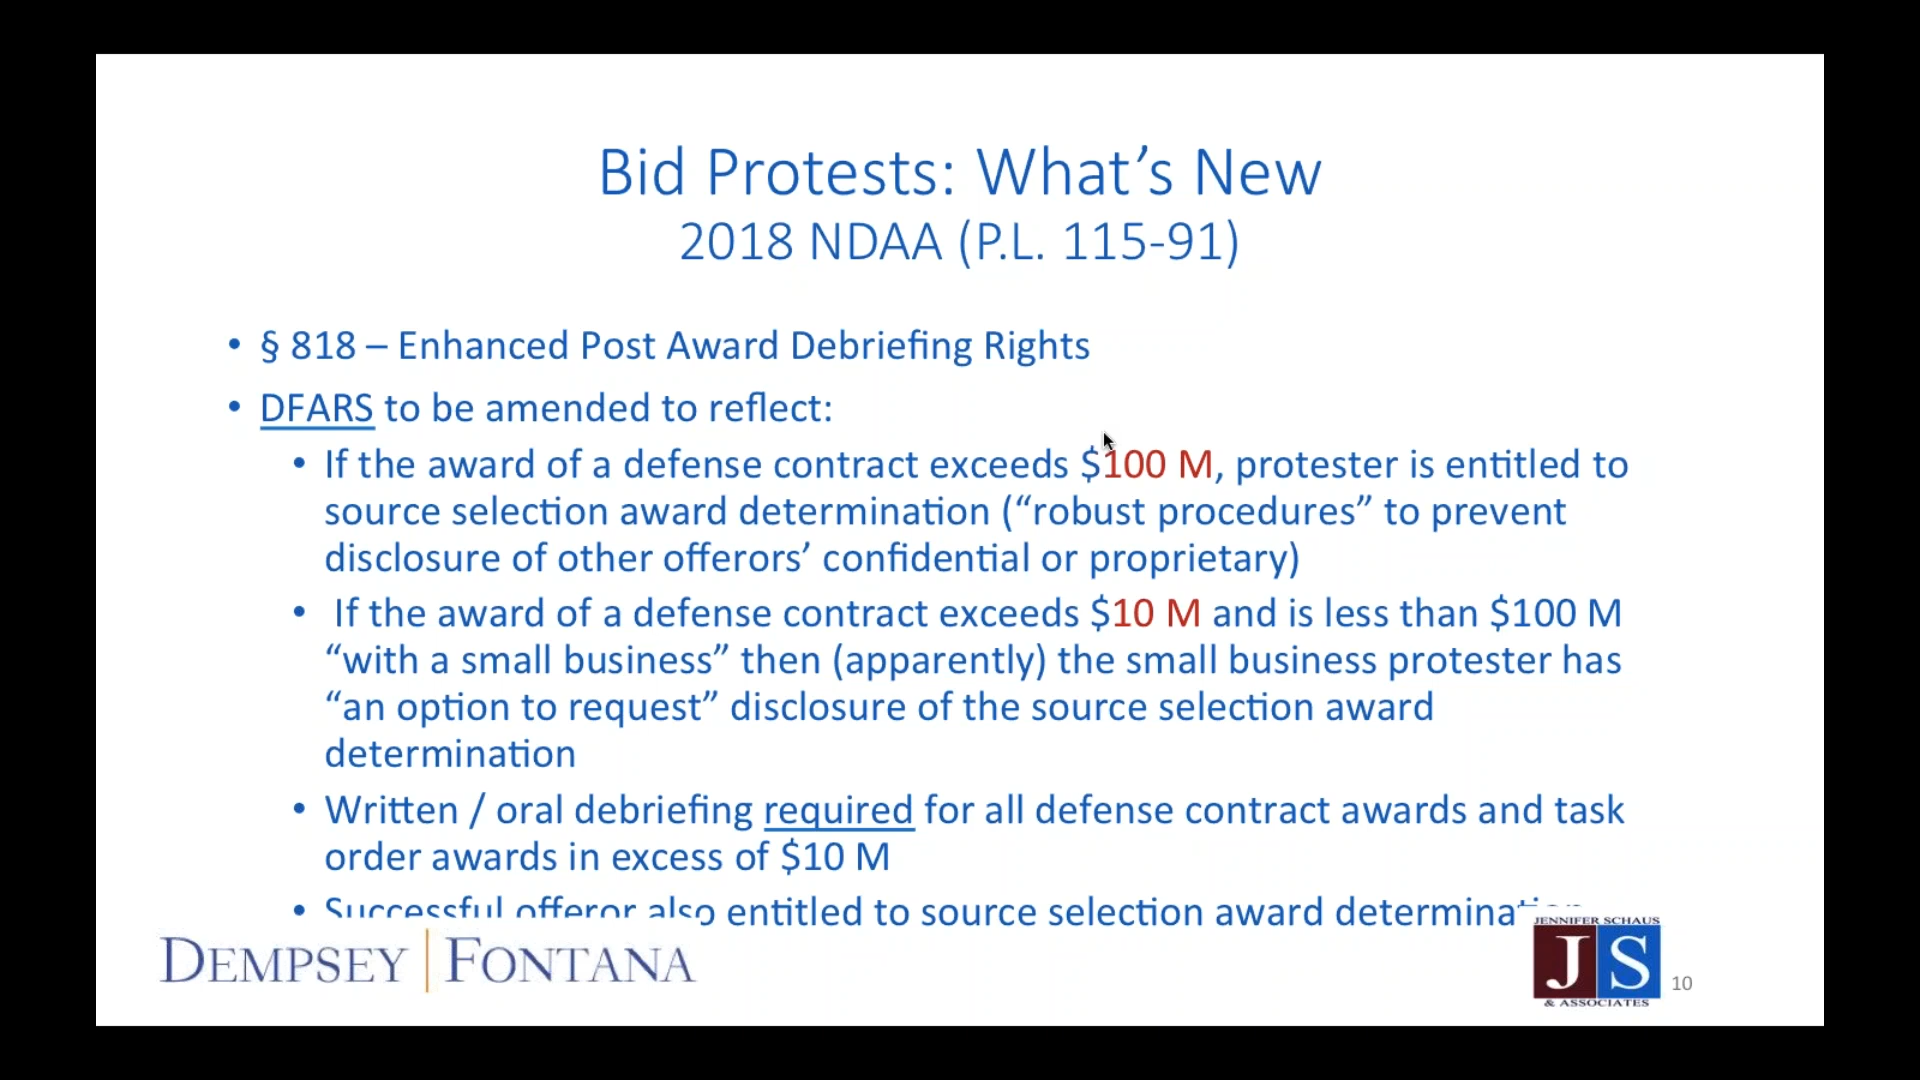 Bid Protests: What’s New
2018 NDAA (P.L. 115-91)
• § 818 – Enhanced Post Award Debriefing Rights
• DFARS to be amended to reflect:
• If the award of a defense contract exceeds $100 M, protester is entitled to
source selection award determination (“robust procedures” to prevent
disclosure of other offerors’ confidential or proprietary)
• If the award of a defense contract exceeds $10 M and is less than $100 M
“with a small business” then (apparently) the small business protester has
“an option to request” disclosure of the source selection award
determination
• Written / oral debriefing required for all defense contract awards and task
order awards in excess of $10 M
• Successful offeror also entitled to source selection award determination
DEMPSEY FONTANA
JENNIFER SCHAUS
JS
& ASSOCIATES
10